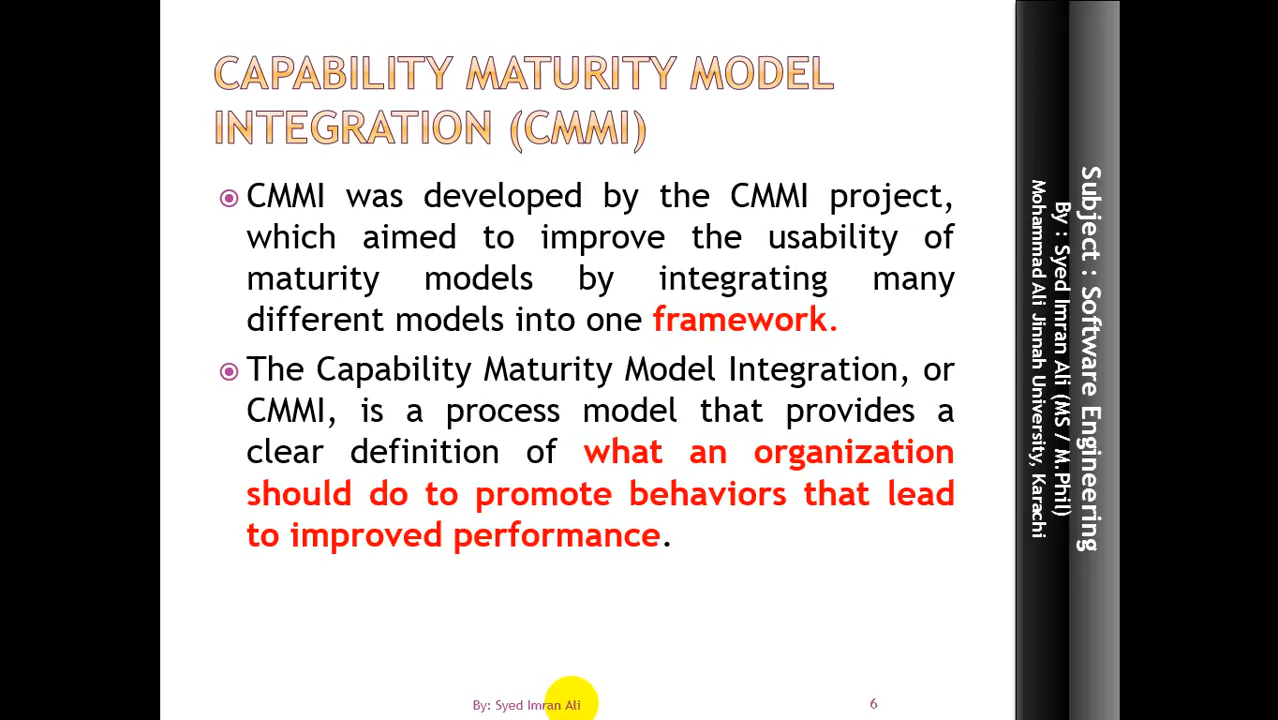 CAPABILITY MATURITY MODEL
INTEGRATION (CMMI)
CMMI was developed by the CMMI project,
which aimed to improve the usability of
maturity models by integrating many
different models into one framework.
The Capability Maturity Model Integration, or
CMMI, is a process model that provides a
clear definition of what an organization
should do to promote behaviors that lead
to improved performance.
By: Syed Imran Ali
6
Subject : Software Engineering
By : Syed Imran Ali (MS / M.Phil)
Mohammad Ali Jinnah University, Karachi